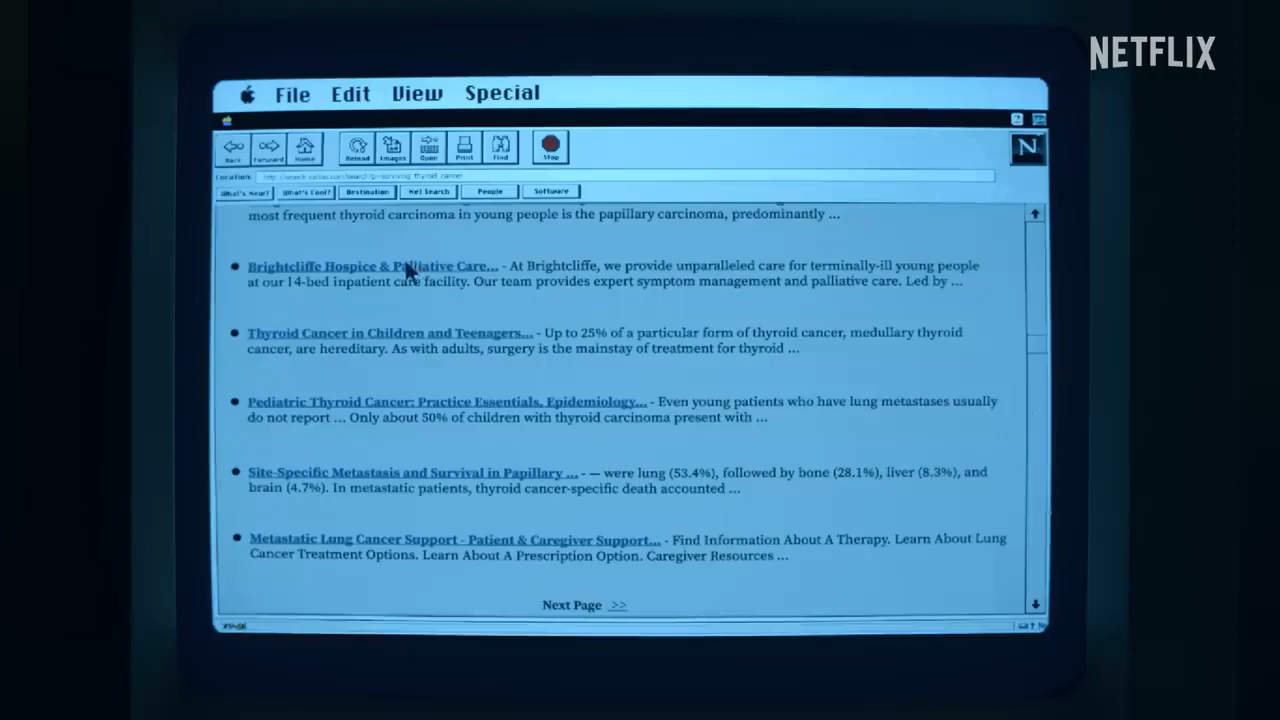 NETFLIX
File Edit View Special
?
Back Forward Home Reload Images Open Print Find Stop
N
Location:
What's New? What's Cool? Destination Net Search People Software
most frequent thyroid carcinoma in young people is the papillary carcinoma, predominantly ...
Brightcliffe Hospice & Palliative Care... - At Brightcliffe, we provide unparalleled care for terminally-ill young people
at our 14-bed inpatient care facility. Our team provides expert symptom management and palliative care. Led by ...
Thyroid Cancer in Children and Teenagers... - Up to 25% of a particular form of thyroid cancer, medullary thyroid
cancer, are hereditary. As with adults, surgery is the mainstay of treatment for thyroid ...
Pediatric Thyroid Cancer: Practice Essentials, Epidemiology... - Even young patients who have lung metastases usually
do not report ... Only about 50% of children with thyroid carcinoma present with ...
Site-Specific Metastasis and Survival in Papillary ... - — were lung (53.4%), followed by bone (28.1%), liver (8.3%), and
brain (4.7%). In metastatic patients, thyroid cancer-specific death accounted ...
Metastatic Lung Cancer Support - Patient & Caregiver Support... - Find Information About A Therapy. Learn About Lung
Cancer Treatment Options. Learn About A Prescription Option. Caregiver Resources ...
Next Page >>